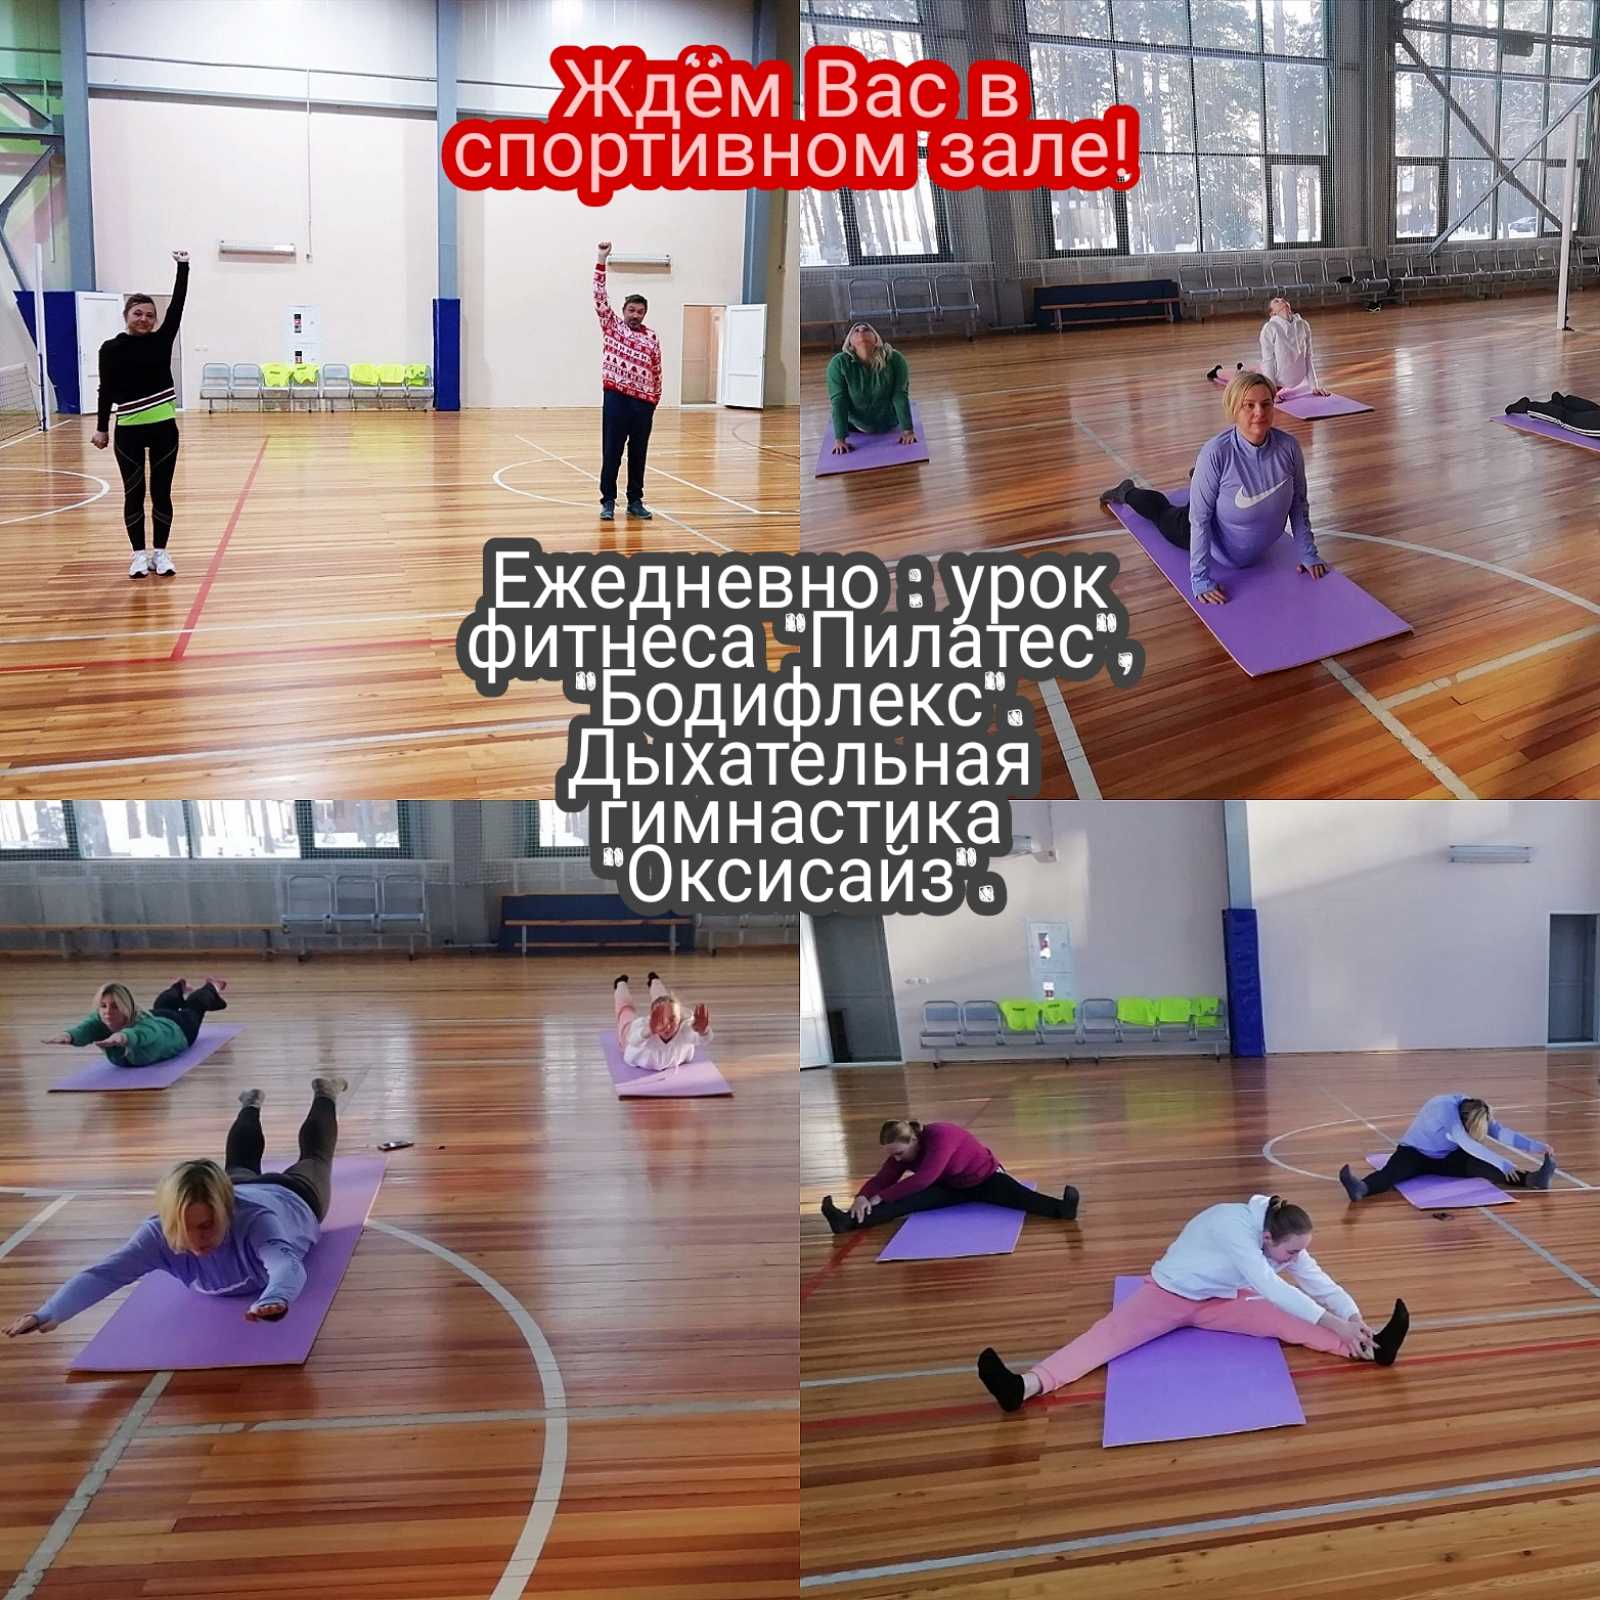 Ждём Вас в
спортивном зале!
Ежедневно : урок
фитнеса "Пилатес",
"Бодифлекс".
Дыхательная
гимнастика
"Оксисайз".